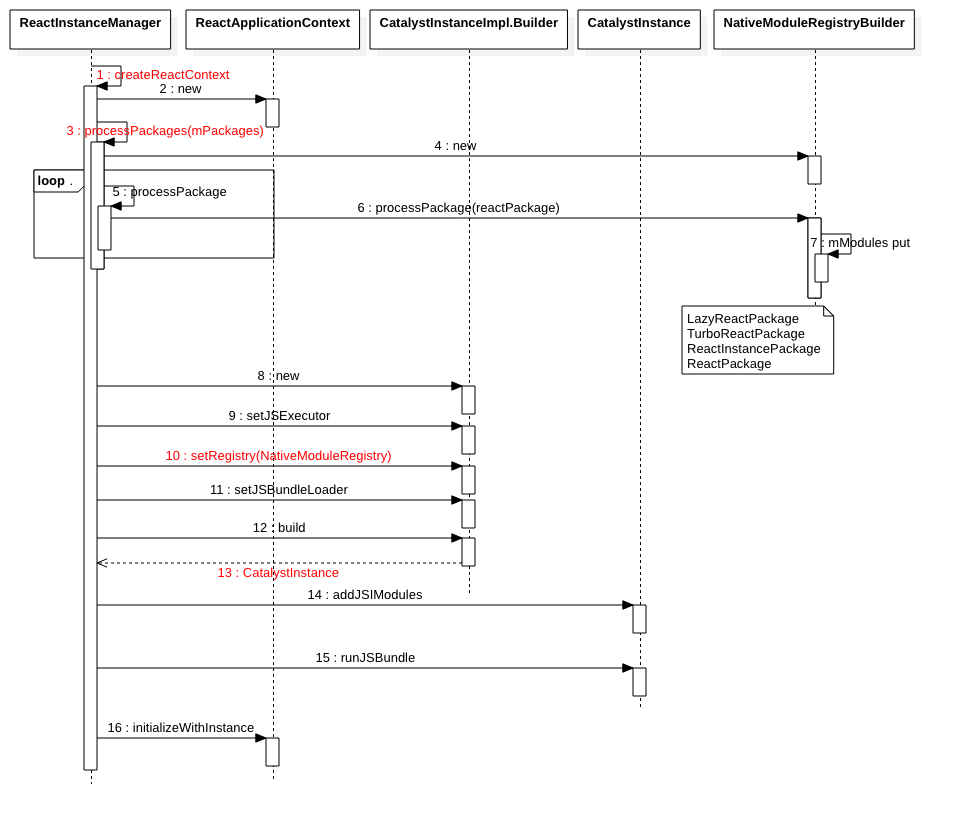 ReactInstanceManager
ReactApplicationContext
CatalystInstanceImpl.Builder
CatalystInstance
NativeModuleRegistryBuilder
1 : createReactContext
2 : new
3 : processPackages(mPackages)
4 : new
loop .
5 : processPackage
6 : processPackage(reactPackage)
7 : mModules put
LazyReactPackage
TurboReactPackage
ReactInstancePackage
ReactPackage
8 : new
9 : setJSExecutor
10 : setRegistry(NativeModuleRegistry)
11 : setJSBundleLoader
12 : build
13 : CatalystInstance
14 : addJSIModules
15 : runJSBundle
16 : initializeWithInstance